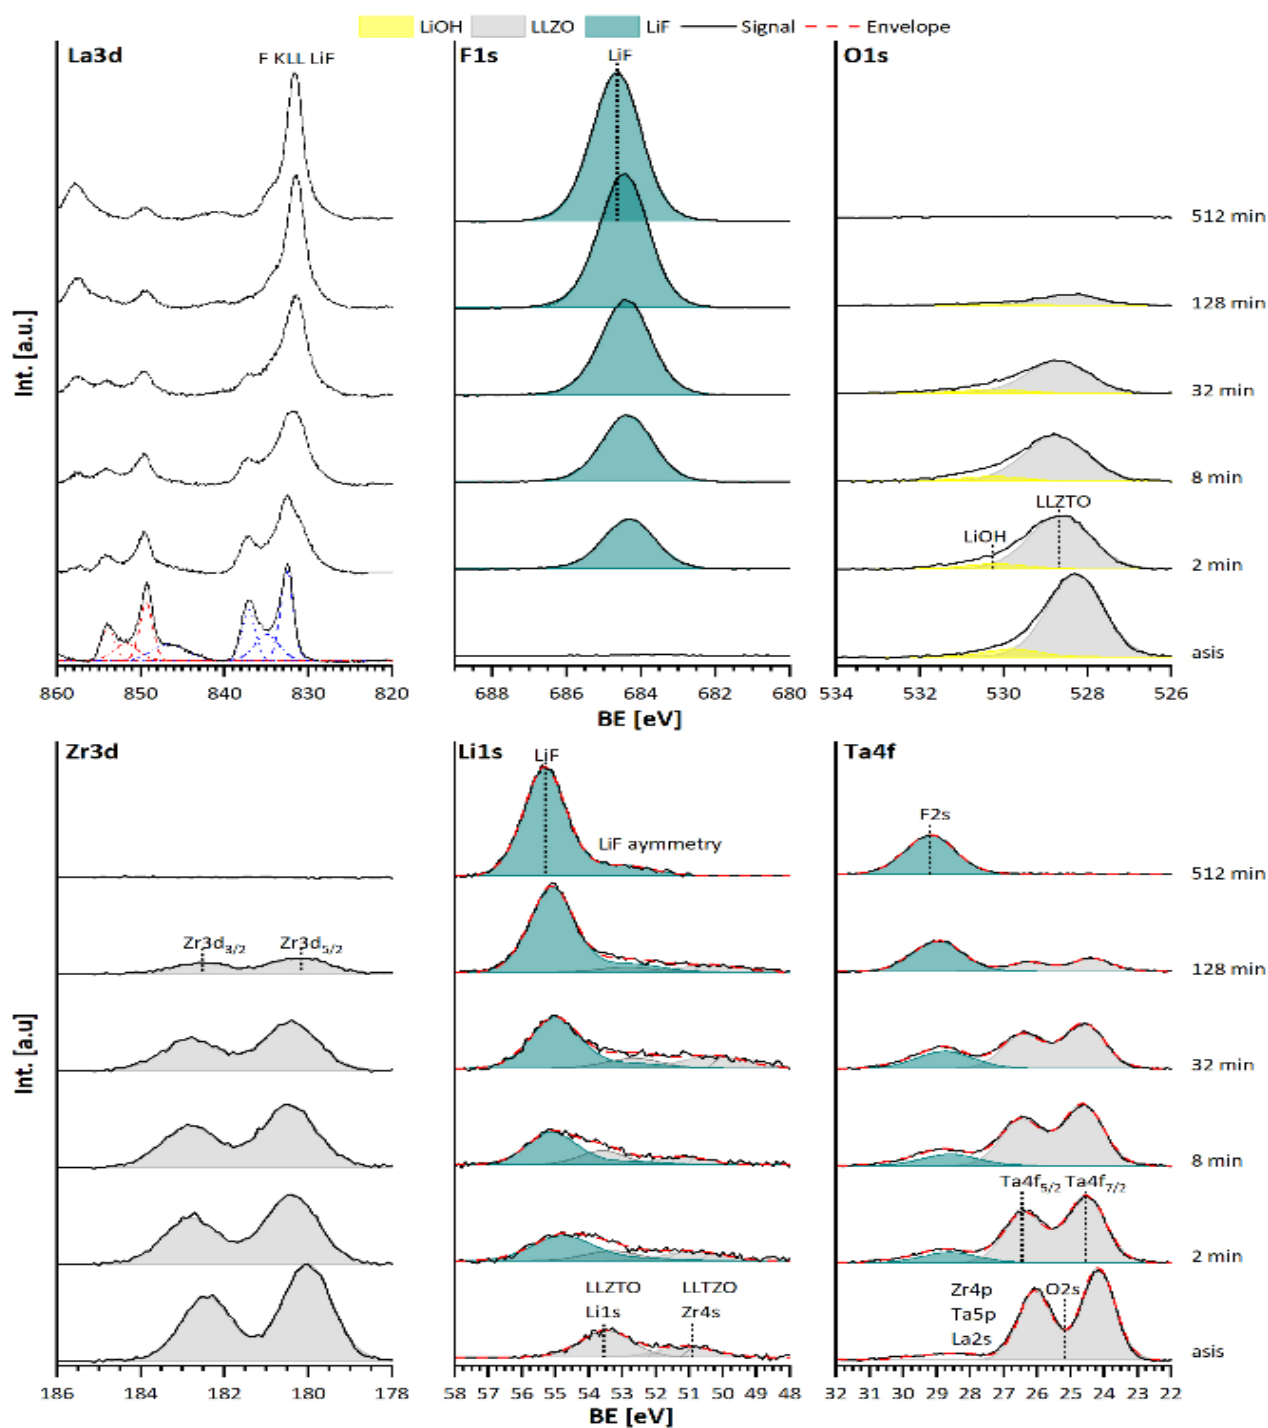 LiOH LLZO LiF Signal Envelope
La3d F KLL LiF
F1s LiF
O1s
512 min
128 min
32 min
8 min
LLZTO
LiOH
2 min
asis
Int. [a.u.]
860 850 840 830 820
688 686 684 682 680
534 532 530 528 526
BE [eV]
Zr3d
Li1s
LiF
LiF aymmetry
Ta4f
F2s
512 min
Zr3d3/2 Zr3d5/2
128 min
32 min
8 min
Ta4f5/2 Ta4f7/2
2 min
LLZTO
Li1s
LLTZO
Zr4s
Zr4p
Ta5p
La2s
O2s
asis
Int. [a.u]
186 184 182 180 178
58 57 56 55 54 53 52 51 50 49 48
32 31 30 29 28 27 26 25 24 23 22
BE [eV]